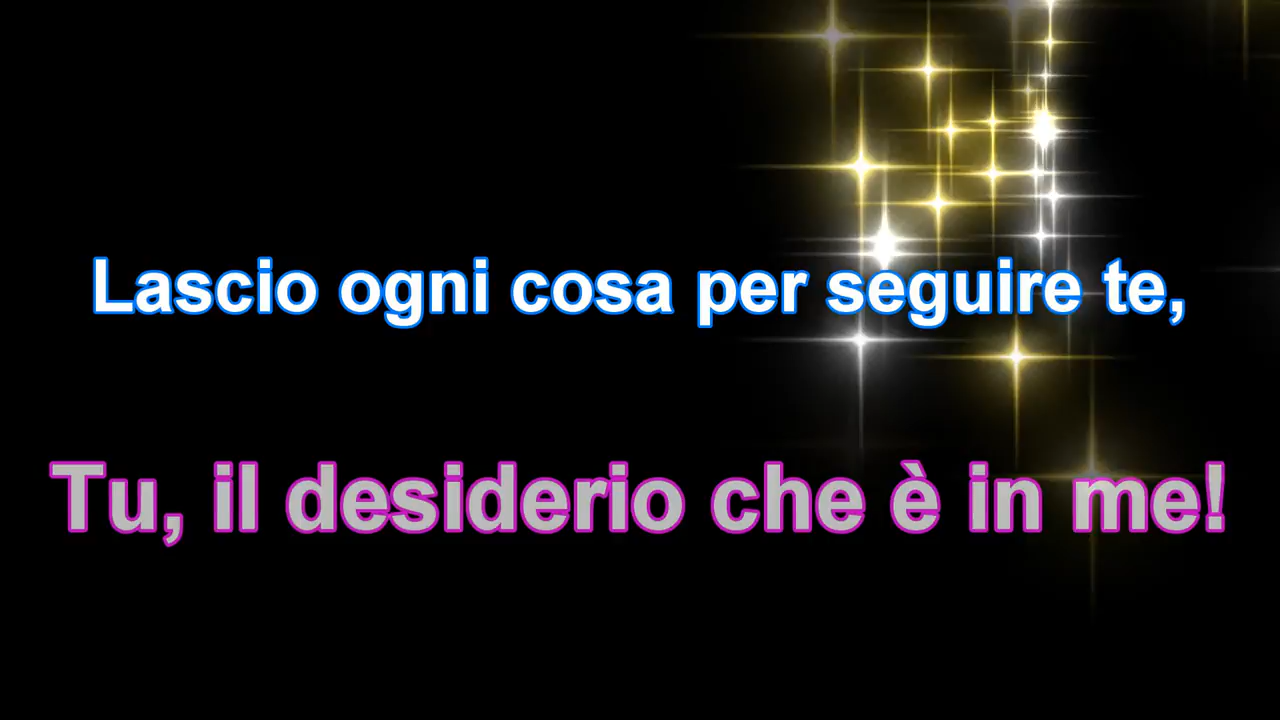 Lascio ogni cosa per seguire te,
Tu, il desiderio che è in me!